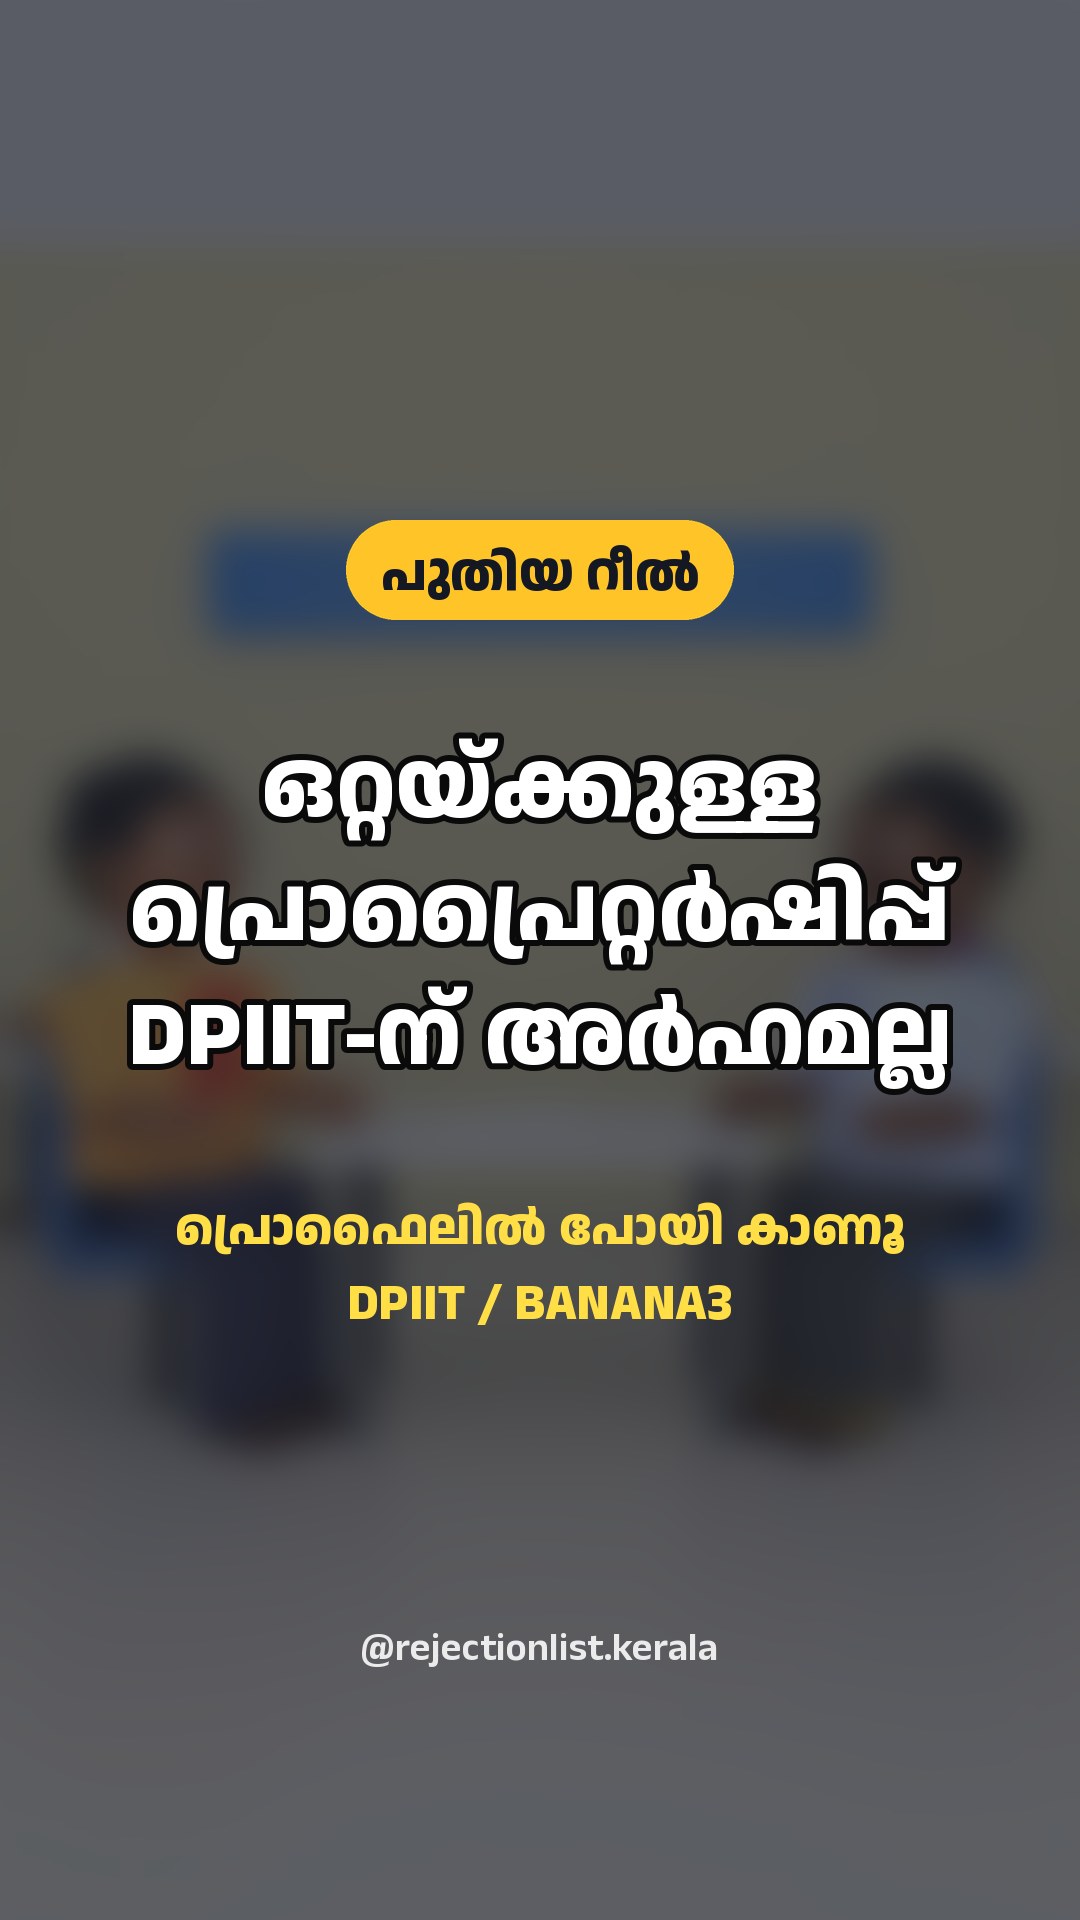 പുതിയ റീൽ
ഒറ്റയ്ക്കുള്ള
പ്രൊപ്രൈറ്റർഷിപ്പ്
DPIIT-ന് അർഹമല്ല
പ്രൊഫൈലിൽ പോയി കാണൂ
DPIIT / BANANA3
@rejectionlist.kerala